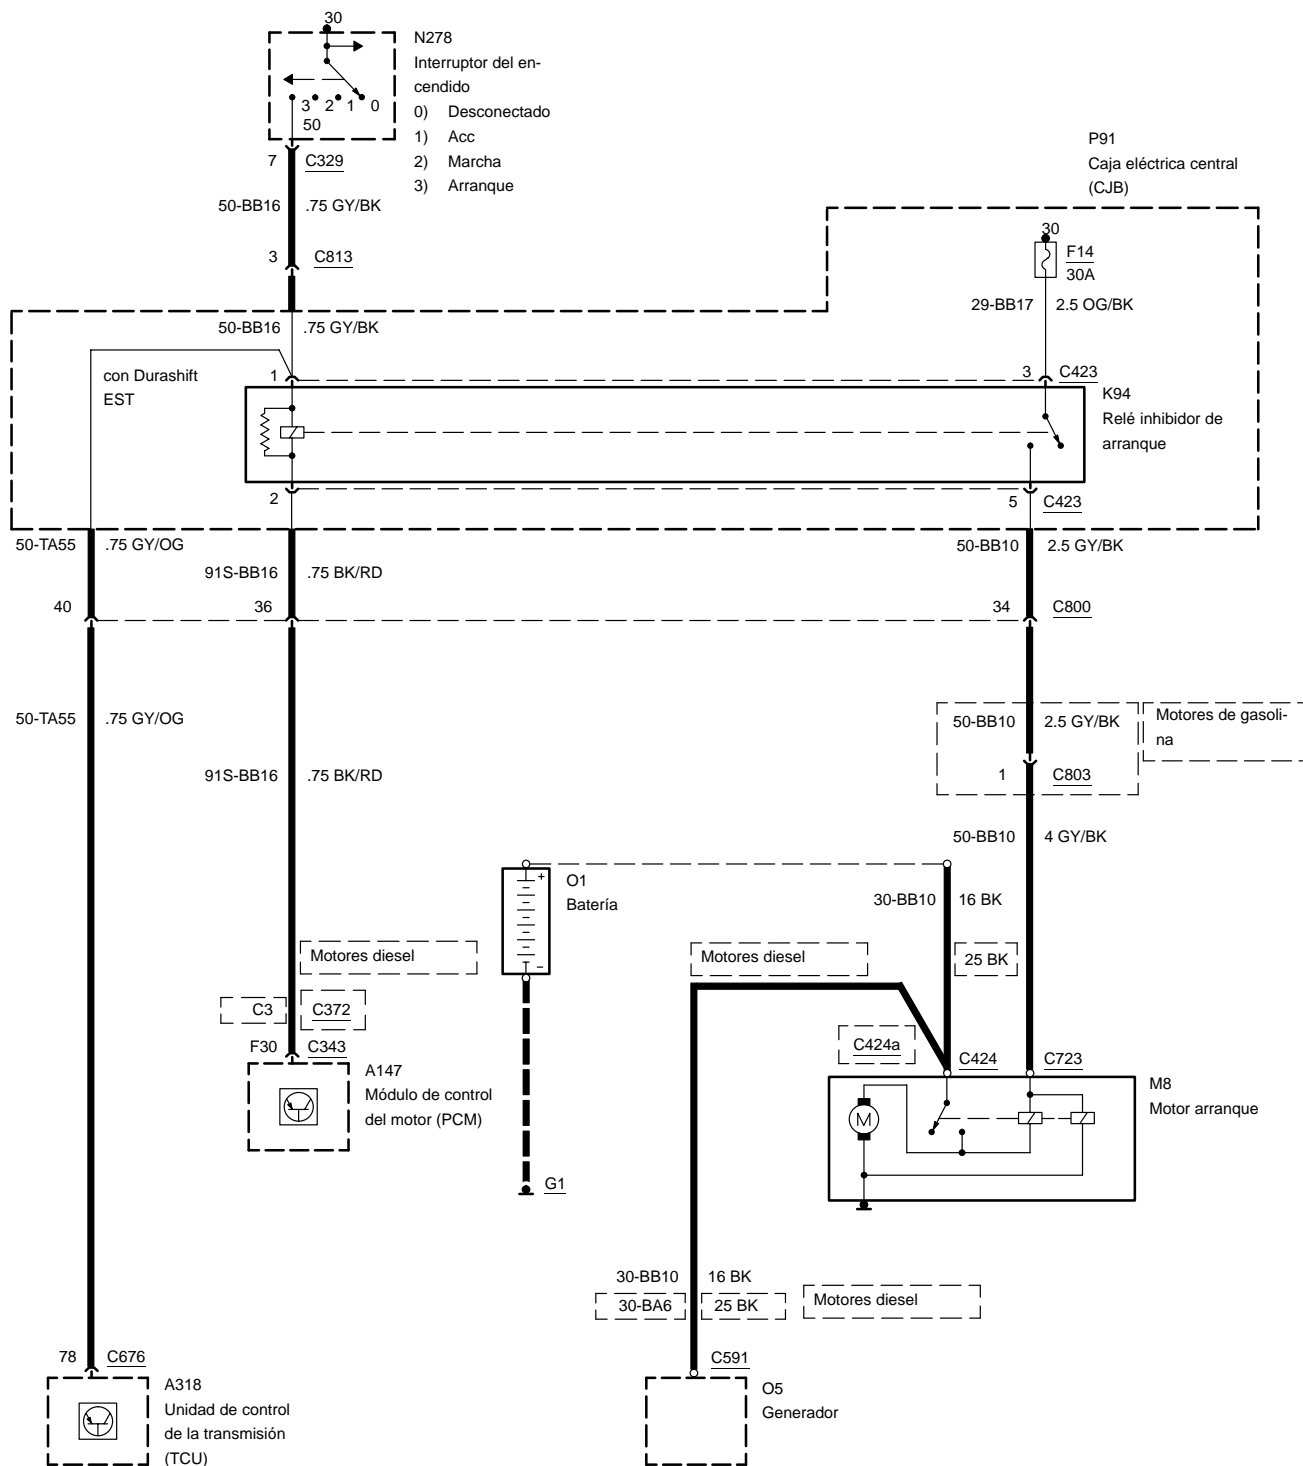 30
N278
Interruptor del en-
cendido
0) Desconectado
1) Acc
2) Marcha
3) Arranque
3 2 1 0
50
7 C329
50-BB16 .75 GY/BK
3 C813
P91
Caja eléctrica central
(CJB)
30
F14
30A
29-BB17 2.5 OG/BK
50-BB16 .75 GY/BK
con Durashift
EST
1
3 C423
K94
Relé inhibidor de
arranque
2
5 C423
50-TA55 .75 GY/OG
50-BB10 2.5 GY/BK
91S-BB16 .75 BK/RD
40
36
34 C800
50-TA55 .75 GY/OG
50-BB10 2.5 GY/BK
Motores de gasoli-
na
91S-BB16 .75 BK/RD
1 C803
50-BB10 4 GY/BK
+
O1
Batería
–
30-BB10 16 BK
Motores diesel
Motores diesel
25 BK
C3 C372
F30 C343
C424a
C424
C723
A147
Módulo de control
del motor (PCM)
M8
Motor arranque
M
G1
30-BB10 16 BK
30-BA6 25 BK
Motores diesel
78 C676
C591
A318
Unidad de control
de la transmisión
(TCU)
O5
Generador